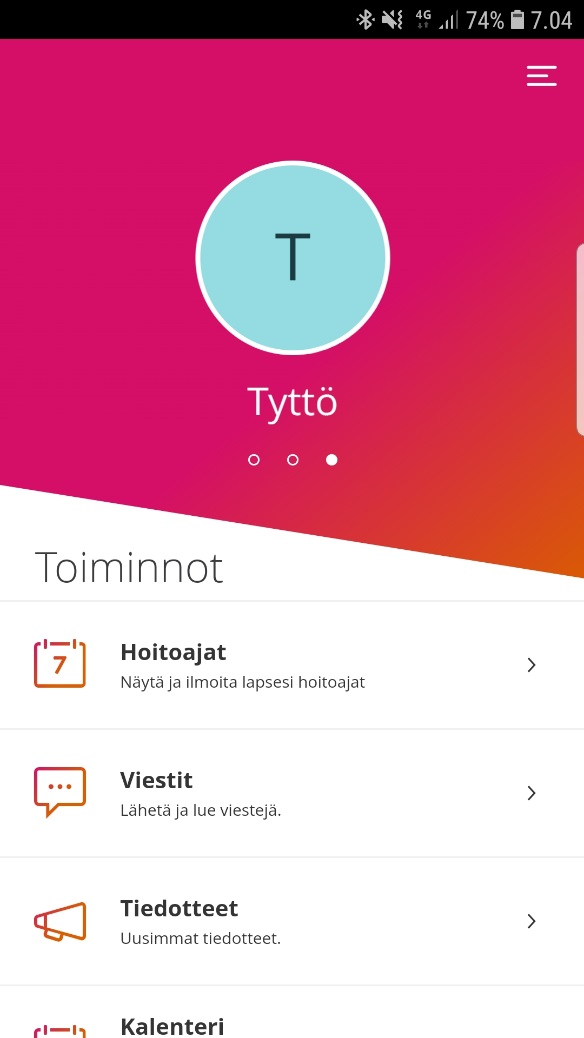 4G 74% 7.04
T
Tyttö
Toiminnot
7
Hoitoajat
Näytä ja ilmoita lapsesi hoitoajat
Viestit
Lähetä ja lue viestejä.
Tiedotteet
Uusimmat tiedotteet.
Kalenteri